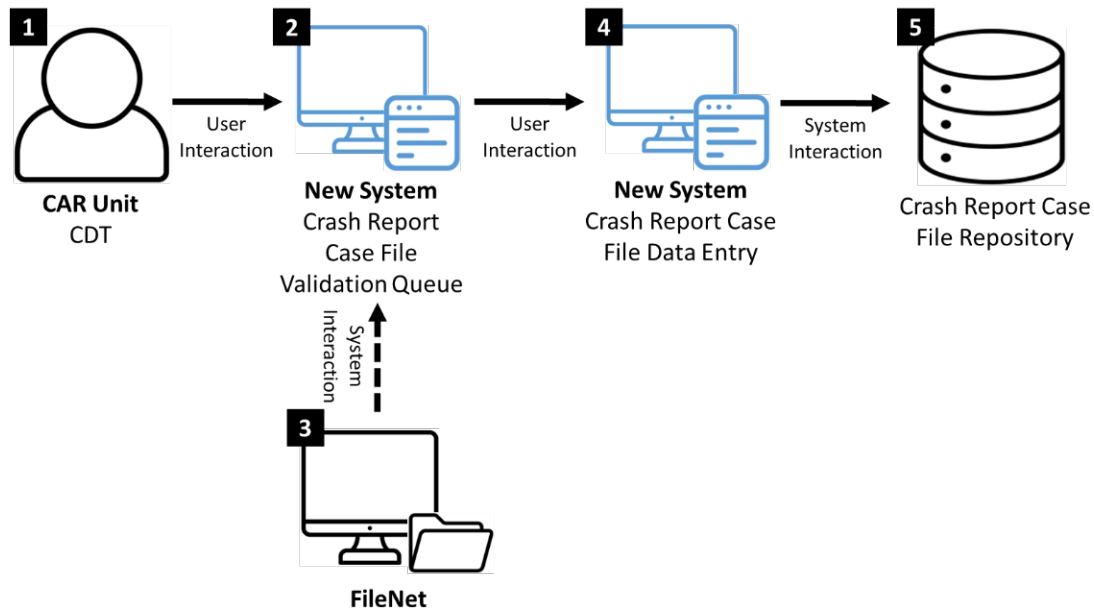 1
CAR Unit
CDT
User
Interaction
2
New System
Crash Report
Case File
Validation Queue
User
Interaction
4
New System
Crash Report Case
File Data Entry
System
Interaction
5
Crash Report Case
File Repository
System
Interaction
3
FileNet